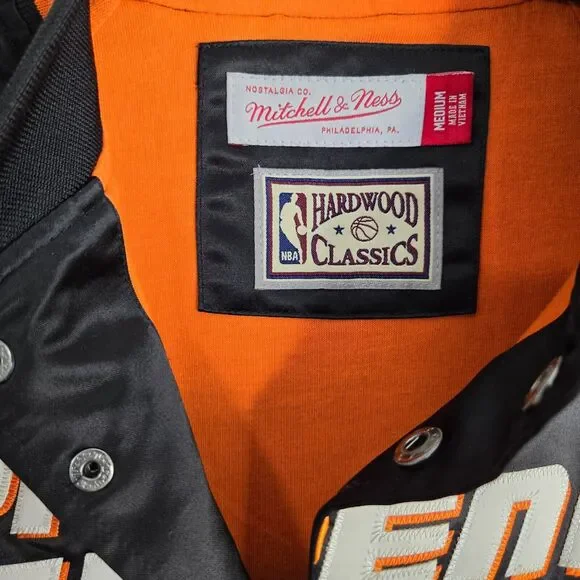 NOSTALGIA CO.
Mitchell & Ness
PHILADELPHIA, PA.
MEDIUM
MADE IN
VIETNAM
HARDWOOD
CLASSICS
NBA